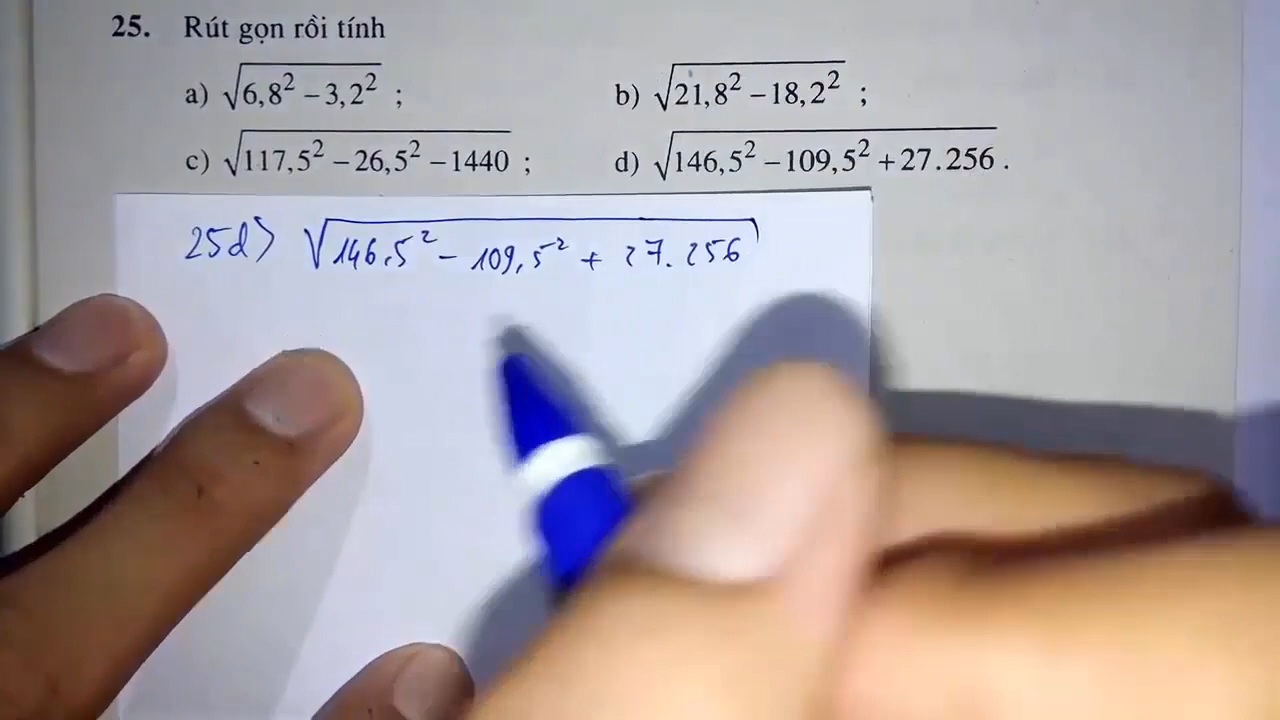 25. Rút gọn rồi tính
a) √6,8² − 3,2² ; b) √21,8² − 18,2² ;
c) √117,5² − 26,5² − 1440 ; d) √146,5² − 109,5² + 27.256 .
25d) √146,5² − 109,5² + 27.256